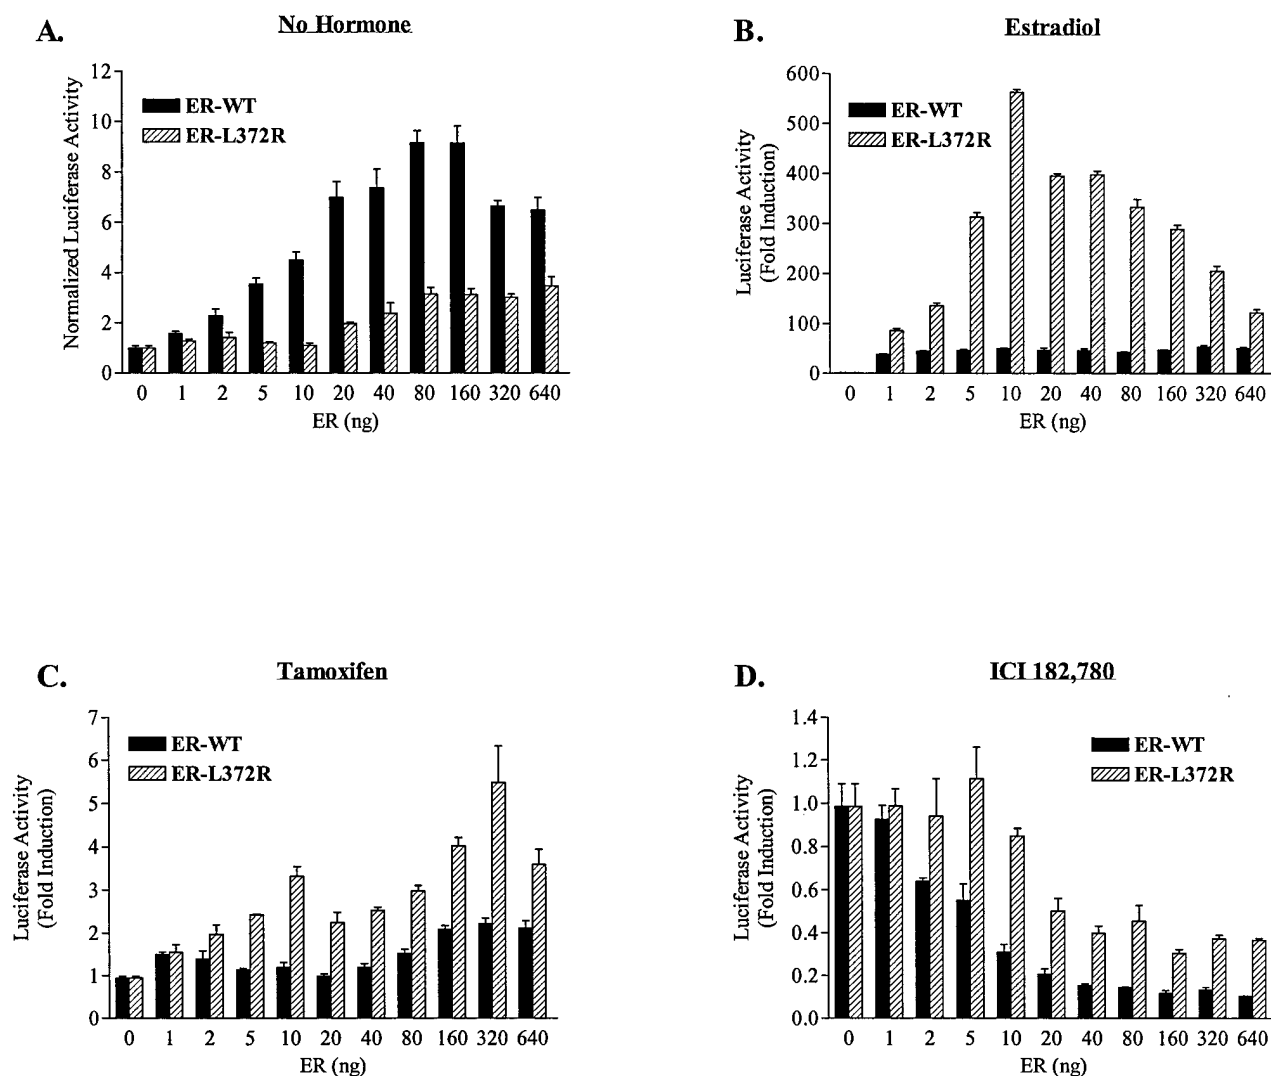 A.
No Hormone
12
10
8
6
4
2
0
Normalized Luciferase Activity
ER-WT
ER-L372R
0 1 2 5 10 20 40 80 160 320 640
ER (ng)
B.
Estradiol
600
500
400
300
200
100
0
Luciferase Activity
(Fold Induction)
ER-WT
ER-L372R
0 1 2 5 10 20 40 80 160 320 640
ER (ng)
C.
Tamoxifen
7
6
5
4
3
2
1
0
Luciferase Activity
(Fold Induction)
ER-WT
ER-L372R
0 1 2 5 10 20 40 80 160 320 640
ER (ng)
D.
ICI 182,780
1.4
1.2
1.0
0.8
0.6
0.4
0.2
0.0
Luciferase Activity
(Fold Induction)
ER-WT
ER-L372R
0 1 2 5 10 20 40 80 160 320 640
ER (ng)